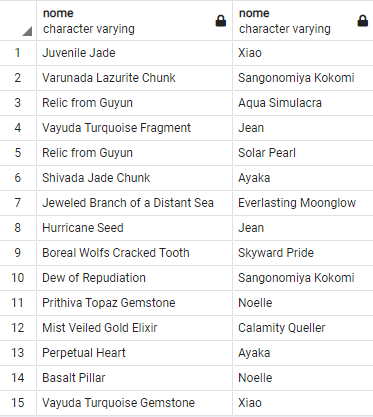 nome nome
character varying character varying
1 Juvenile Jade Xiao
2 Varunada Lazurite Chunk Sangonomiya Kokomi
3 Relic from Guyun Aqua Simulacra
4 Vayuda Turquoise Fragment Jean
5 Relic from Guyun Solar Pearl
6 Shivada Jade Chunk Ayaka
7 Jeweled Branch of a Distant Sea Everlasting Moonglow
8 Hurricane Seed Jean
9 Boreal Wolfs Cracked Tooth Skyward Pride
10 Dew of Repudiation Sangonomiya Kokomi
11 Prithiva Topaz Gemstone Noelle
12 Mist Veiled Gold Elixir Calamity Queller
13 Perpetual Heart Ayaka
14 Basalt Pillar Noelle
15 Vayuda Turquoise Gemstone Xiao